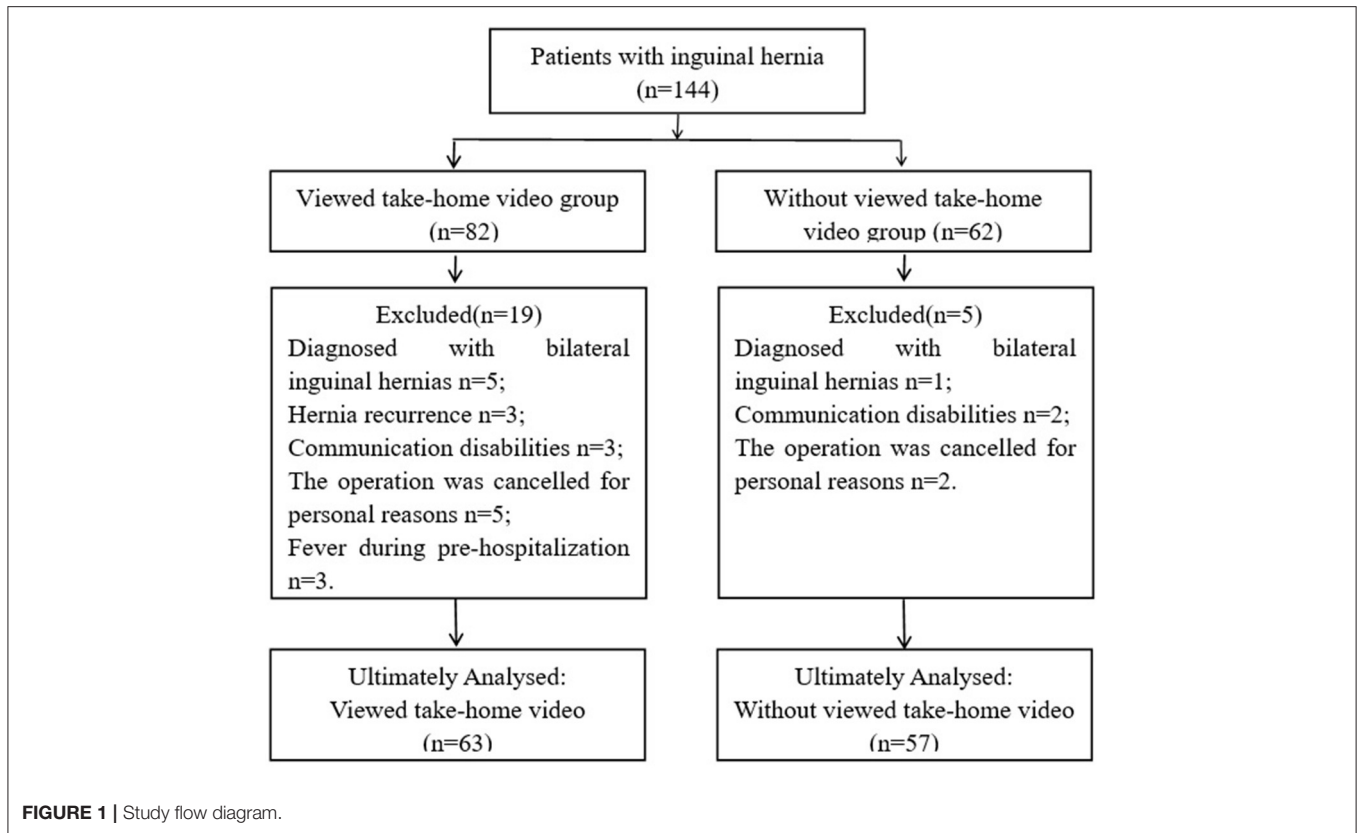 Patients with inguinal hernia
(n=144)
Viewed take-home video group
(n=82)
Without viewed take-home
video group (n=62)
Excluded(n=19)
Diagnosed with bilateral
inguinal hernias n=5;
Hernia recurrence n=3;
Communication disabilities n=3;
The operation was cancelled for
personal reasons n=5;
Fever during pre-hospitalization
n=3.
Excluded(n=5)
Diagnosed with bilateral
inguinal hernias n=1;
Communication disabilities n=2;
The operation was cancelled for
personal reasons n=2.
Ultimately Analysed:
Viewed take-home video
(n=63)
Ultimately Analysed:
Without viewed take-home video
(n=57)
FIGURE 1 | Study flow diagram.